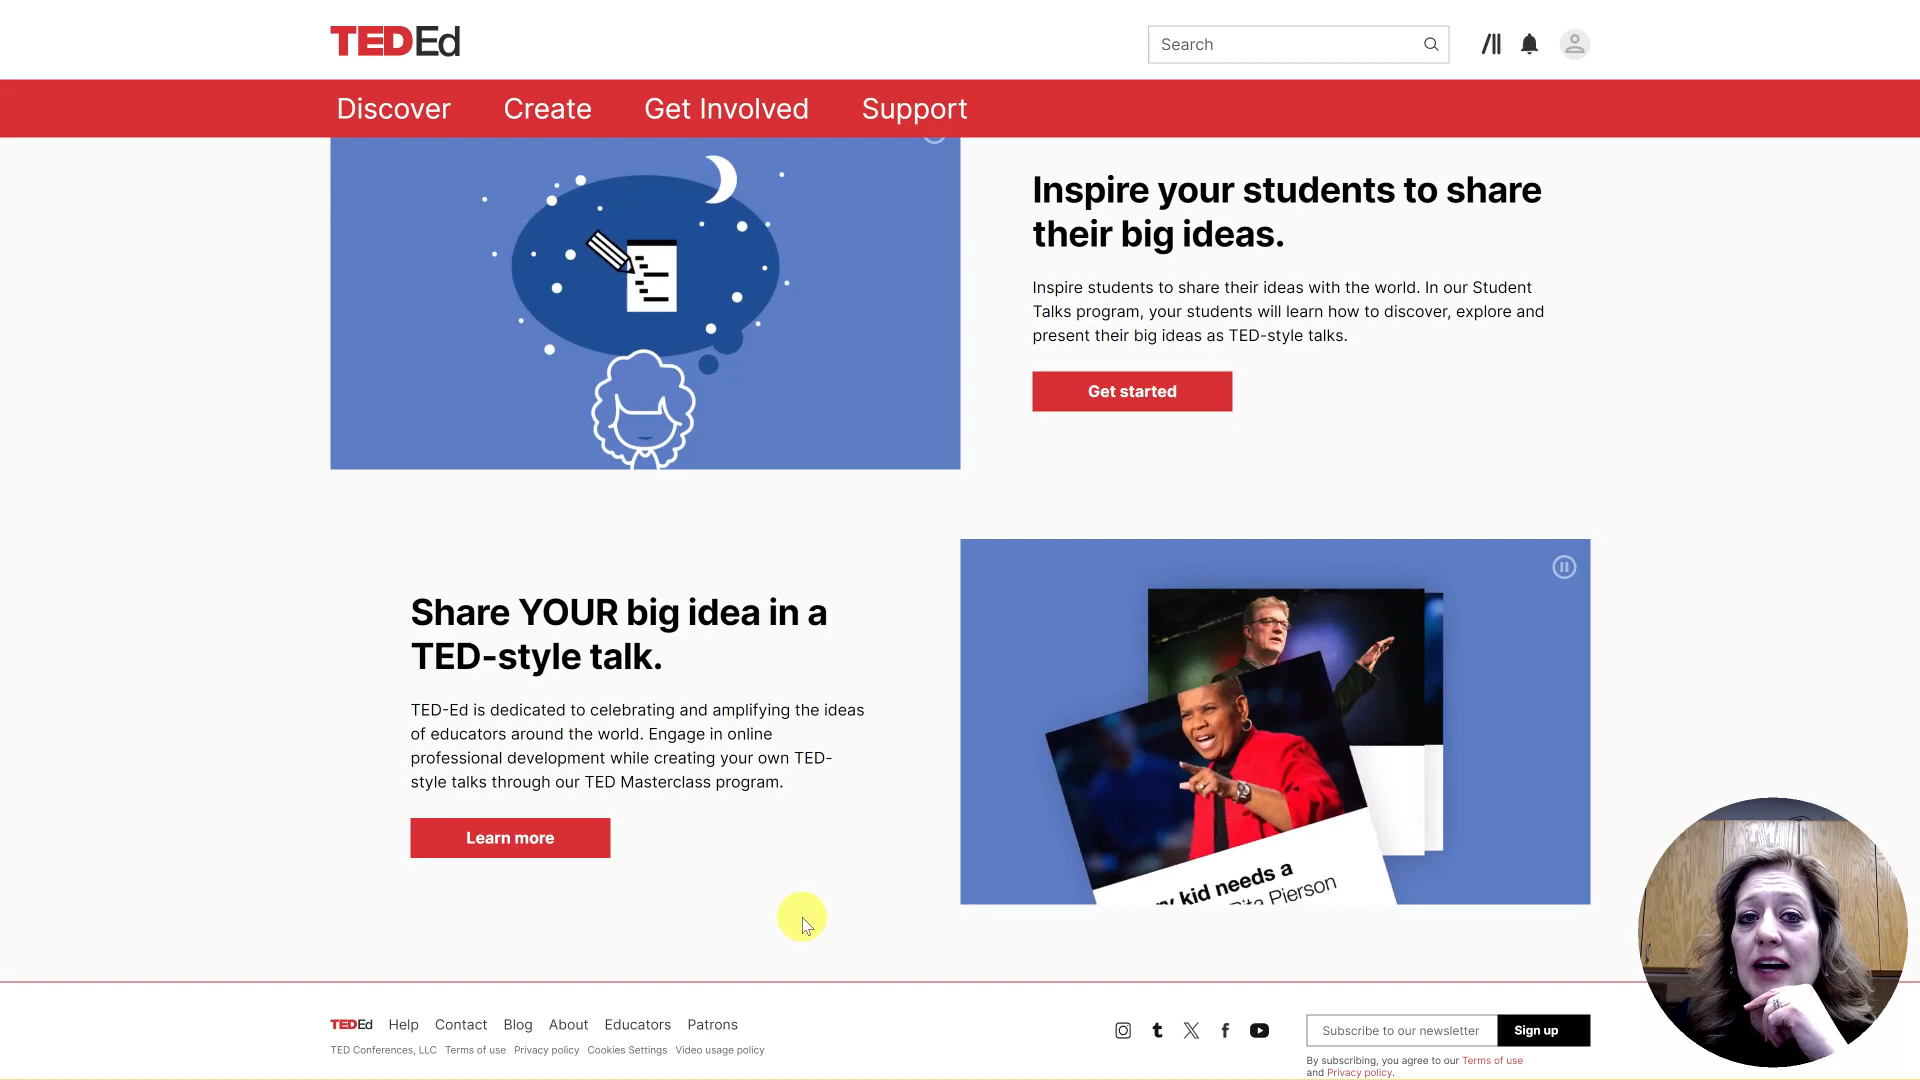 TEDEd
Search
Discover
Create
Get Involved
Support
Inspire your students to share
their big ideas.
Inspire students to share their ideas with the world. In our Student
Talks program, your students will learn how to discover, explore and
present their big ideas as TED-style talks.
Get started
Share YOUR big idea in a
TED-style talk.
TED-Ed is dedicated to celebrating and amplifying the ideas
of educators around the world. Engage in online
professional development while creating your own TED-
style talks through our TED Masterclass program.
Learn more
kid needs a
Pierson
TEDEd Help Contact Blog About Educators Patrons
TED Conferences, LLC Terms of use Privacy policy Cookies Settings Video usage policy
Subscribe to our newsletter
Sign up
By subscribing, you agree to our Terms of use
and Privacy policy.